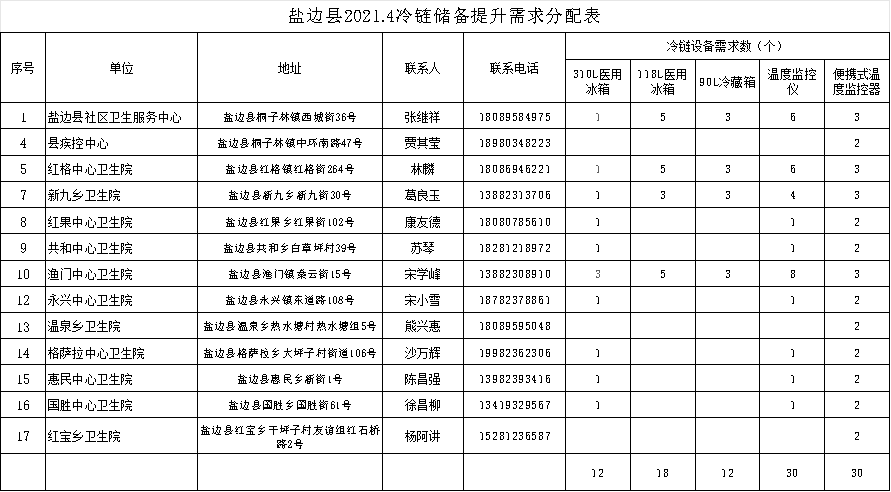 盐边县2021.4冷链储备提升需求分配表
序号 单位 地址 联系人 联系电话 冷链设备需求数（个）
310L医用冰箱 118L医用冰箱 90L冷藏箱 温度监控仪 便携式温度监控器
1 盐边县社区卫生服务中心 盐边县桐子林镇西城街36号 张继祥 18089584975 1 5 3 6 3
4 县疾控中心 盐边县桐子林镇中环南路47号 贾其莹 18980348223 2
5 红格中心卫生院 盐边县红格镇红格街264号 林麟 18086946221 1 5 3 6 3
7 新九乡卫生院 盐边县新九乡新九街30号 葛良玉 13882313706 1 3 3 4 3
8 红果中心卫生院 盐边县红果乡红果街102号 康友德 18080785610 1 1 2
9 共和中心卫生院 盐边县共和乡白草坪村39号 苏琴 18281218972 1 1 2
10 渔门中心卫生院 盐边县渔门镇桑云街15号 宋学峰 13882308910 3 5 3 8 3
12 永兴中心卫生院 盐边县永兴镇东道路108号 宋小雪 18782378861 1 1 2
13 温泉乡卫生院 盐边县温泉乡热水塘村热水塘组5号 熊兴惠 18089595048 2
14 格萨拉中心卫生院 盐边县格萨拉乡大坪子村街道106号 沙万辉 19982362306 1 1 2
15 惠民中心卫生院 盐边县惠民乡新街1号 陈昌强 13982393416 1 1 2
16 国胜中心卫生院 盐边县国胜乡国胜街61号 徐昌柳 13419329567 1 1 2
17 红宝乡卫生院 盐边县红宝乡干坪子村友谊组红石桥路2号 杨阿讲 15281236587 2
12 18 12 30 30